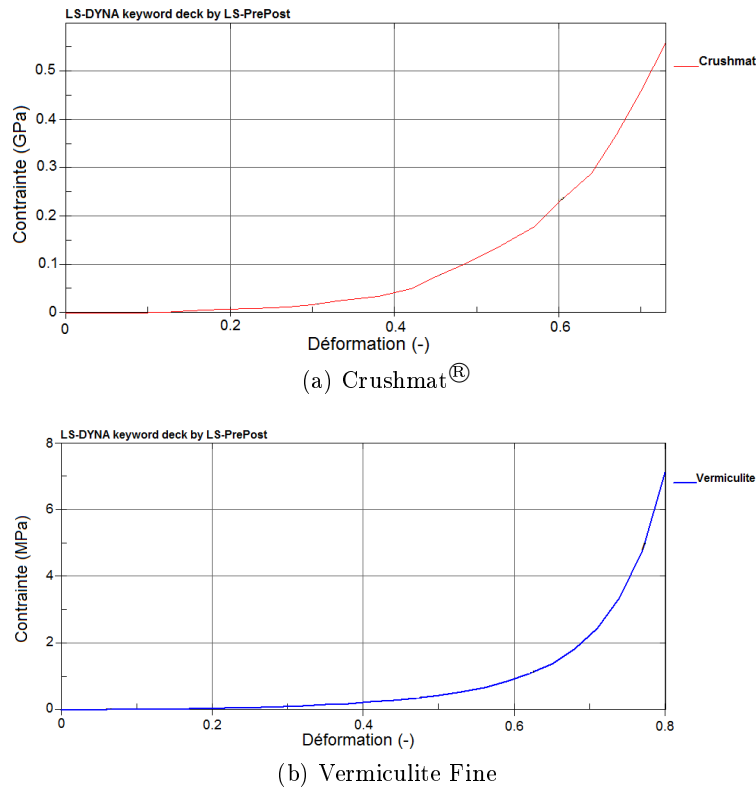 LS-DYNA keyword deck by LS-PrePost
Crushmat
Contrainte (GPa)
0.5
0.4
0.3
0.2
0.1
0
0 0.2 0.4 0.6
Déformation (-)
(a) Crushmat®
LS-DYNA keyword deck by LS-PrePost
Vermiculite
Contrainte (MPa)
8
6
4
2
0
0 0.2 0.4 0.6 0.8
Déformation (-)
(b) Vermiculite Fine